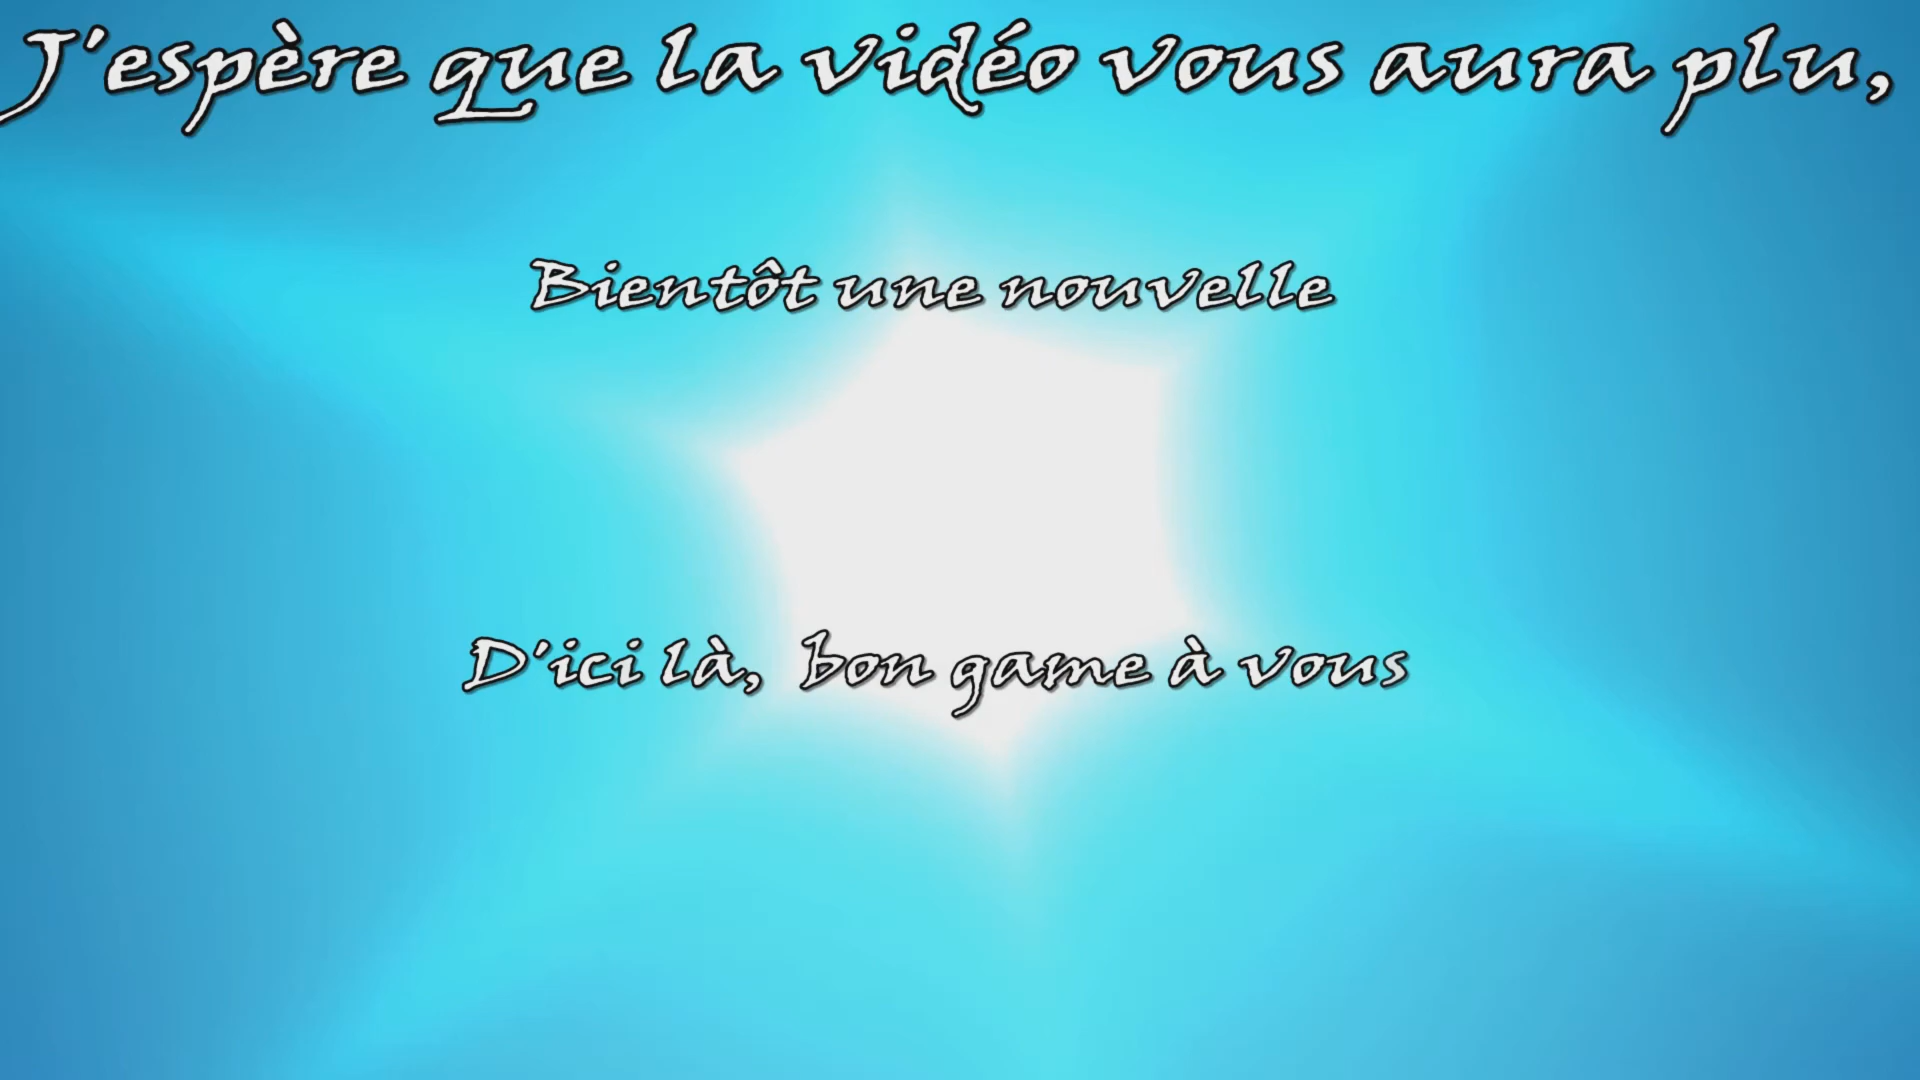 J'espère que la vidéo vous aura plu,
Bientôt une nouvelle
D'ici là, bon game à vous